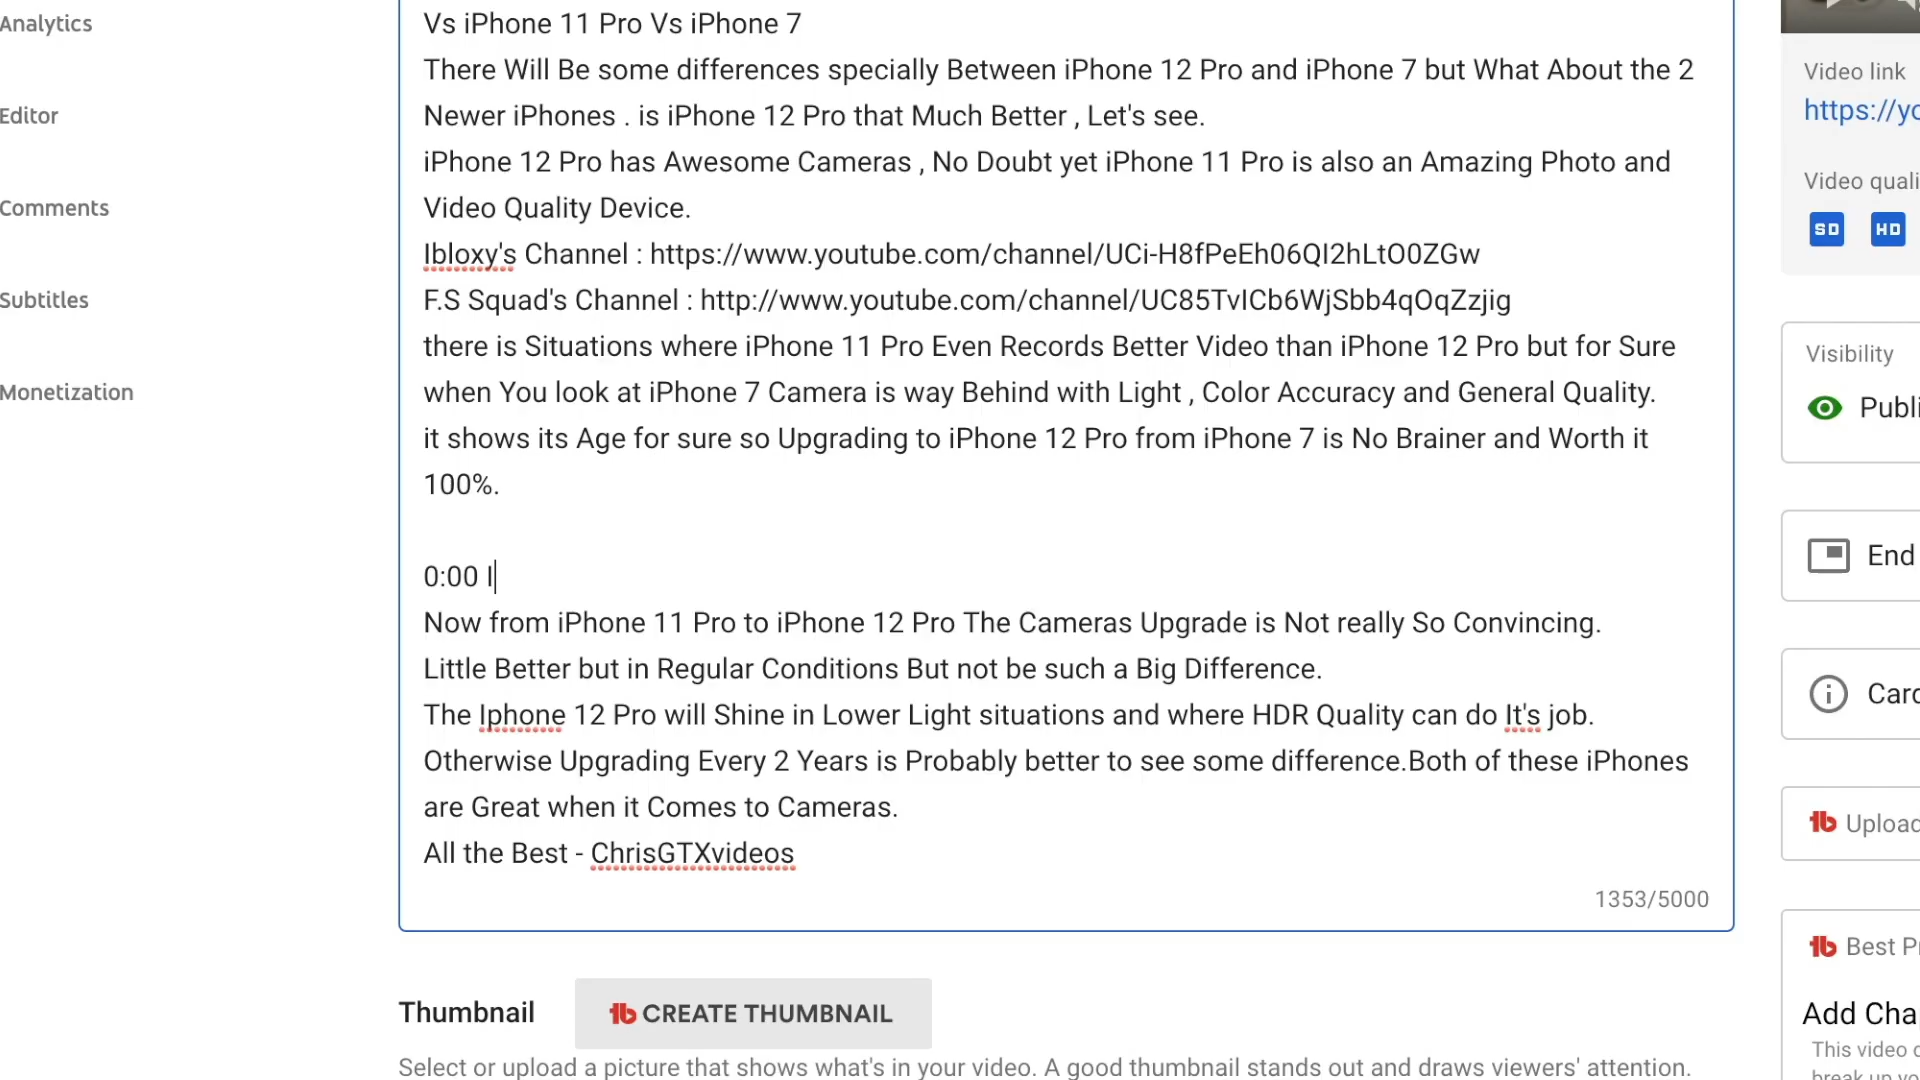 Analytics
Editor
Comments
Subtitles
Monetization
Vs iPhone 11 Pro Vs iPhone 7
There Will Be some differences specially Between iPhone 12 Pro and iPhone 7 but What About the 2
Newer iPhones . is iPhone 12 Pro that Much Better , Let's see.
iPhone 12 Pro has Awesome Cameras , No Doubt yet iPhone 11 Pro is also an Amazing Photo and
Video Quality Device.
Ibloxy's Channel : https://www.youtube.com/channel/UCi-H8fPeEh06QI2hLtO0ZGw
F.S Squad's Channel : http://www.youtube.com/channel/UC85TvICb6WjSbb4qOqZzjig
there is Situations where iPhone 11 Pro Even Records Better Video than iPhone 12 Pro but for Sure
when You look at iPhone 7 Camera is way Behind with Light , Color Accuracy and General Quality.
it shows its Age for sure so Upgrading to iPhone 12 Pro from iPhone 7 is No Brainer and Worth it
100%.
0:00 I
Now from iPhone 11 Pro to iPhone 12 Pro The Cameras Upgrade is Not really So Convincing.
Little Better but in Regular Conditions But not be such a Big Difference.
The Iphone 12 Pro will Shine in Lower Light situations and where HDR Quality can do It's job.
Otherwise Upgrading Every 2 Years is Probably better to see some difference.Both of these iPhones
are Great when it Comes to Cameras.
All the Best - ChrisGTXvideos
1353/5000
Thumbnail
tb CREATE THUMBNAIL
Select or upload a picture that shows what's in your video. A good thumbnail stands out and draws viewers' attention.
Video link
https://yo
Video quali
SD HD
Visibility
Publi
End
Card
tb Upload
tb Best Pr
Add Cha
This video c
break up yo